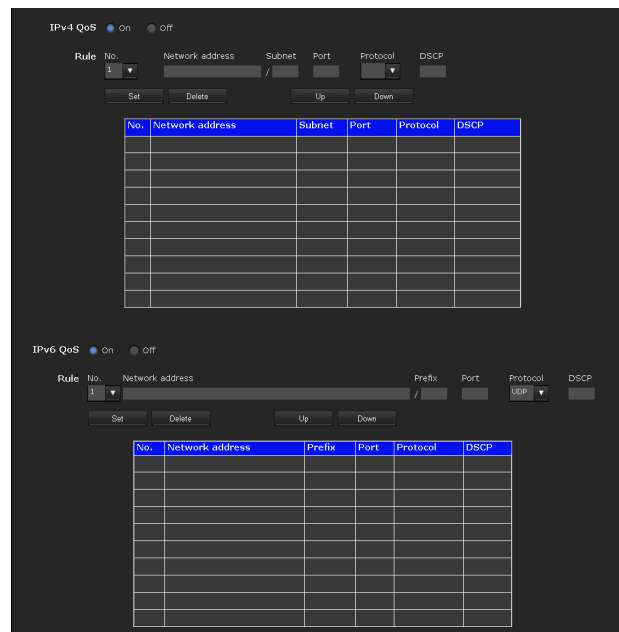 IPv4 QoS On Off
Rule No. Network address Subnet Port Protocol DSCP
1 /
Set Delete Up Down
No. Network address Subnet Port Protocol DSCP
IPv6 QoS On Off
Rule No. Network address Prefix Port Protocol DSCP
1 / UDP
Set Delete Up Down
No. Network address Prefix Port Protocol DSCP